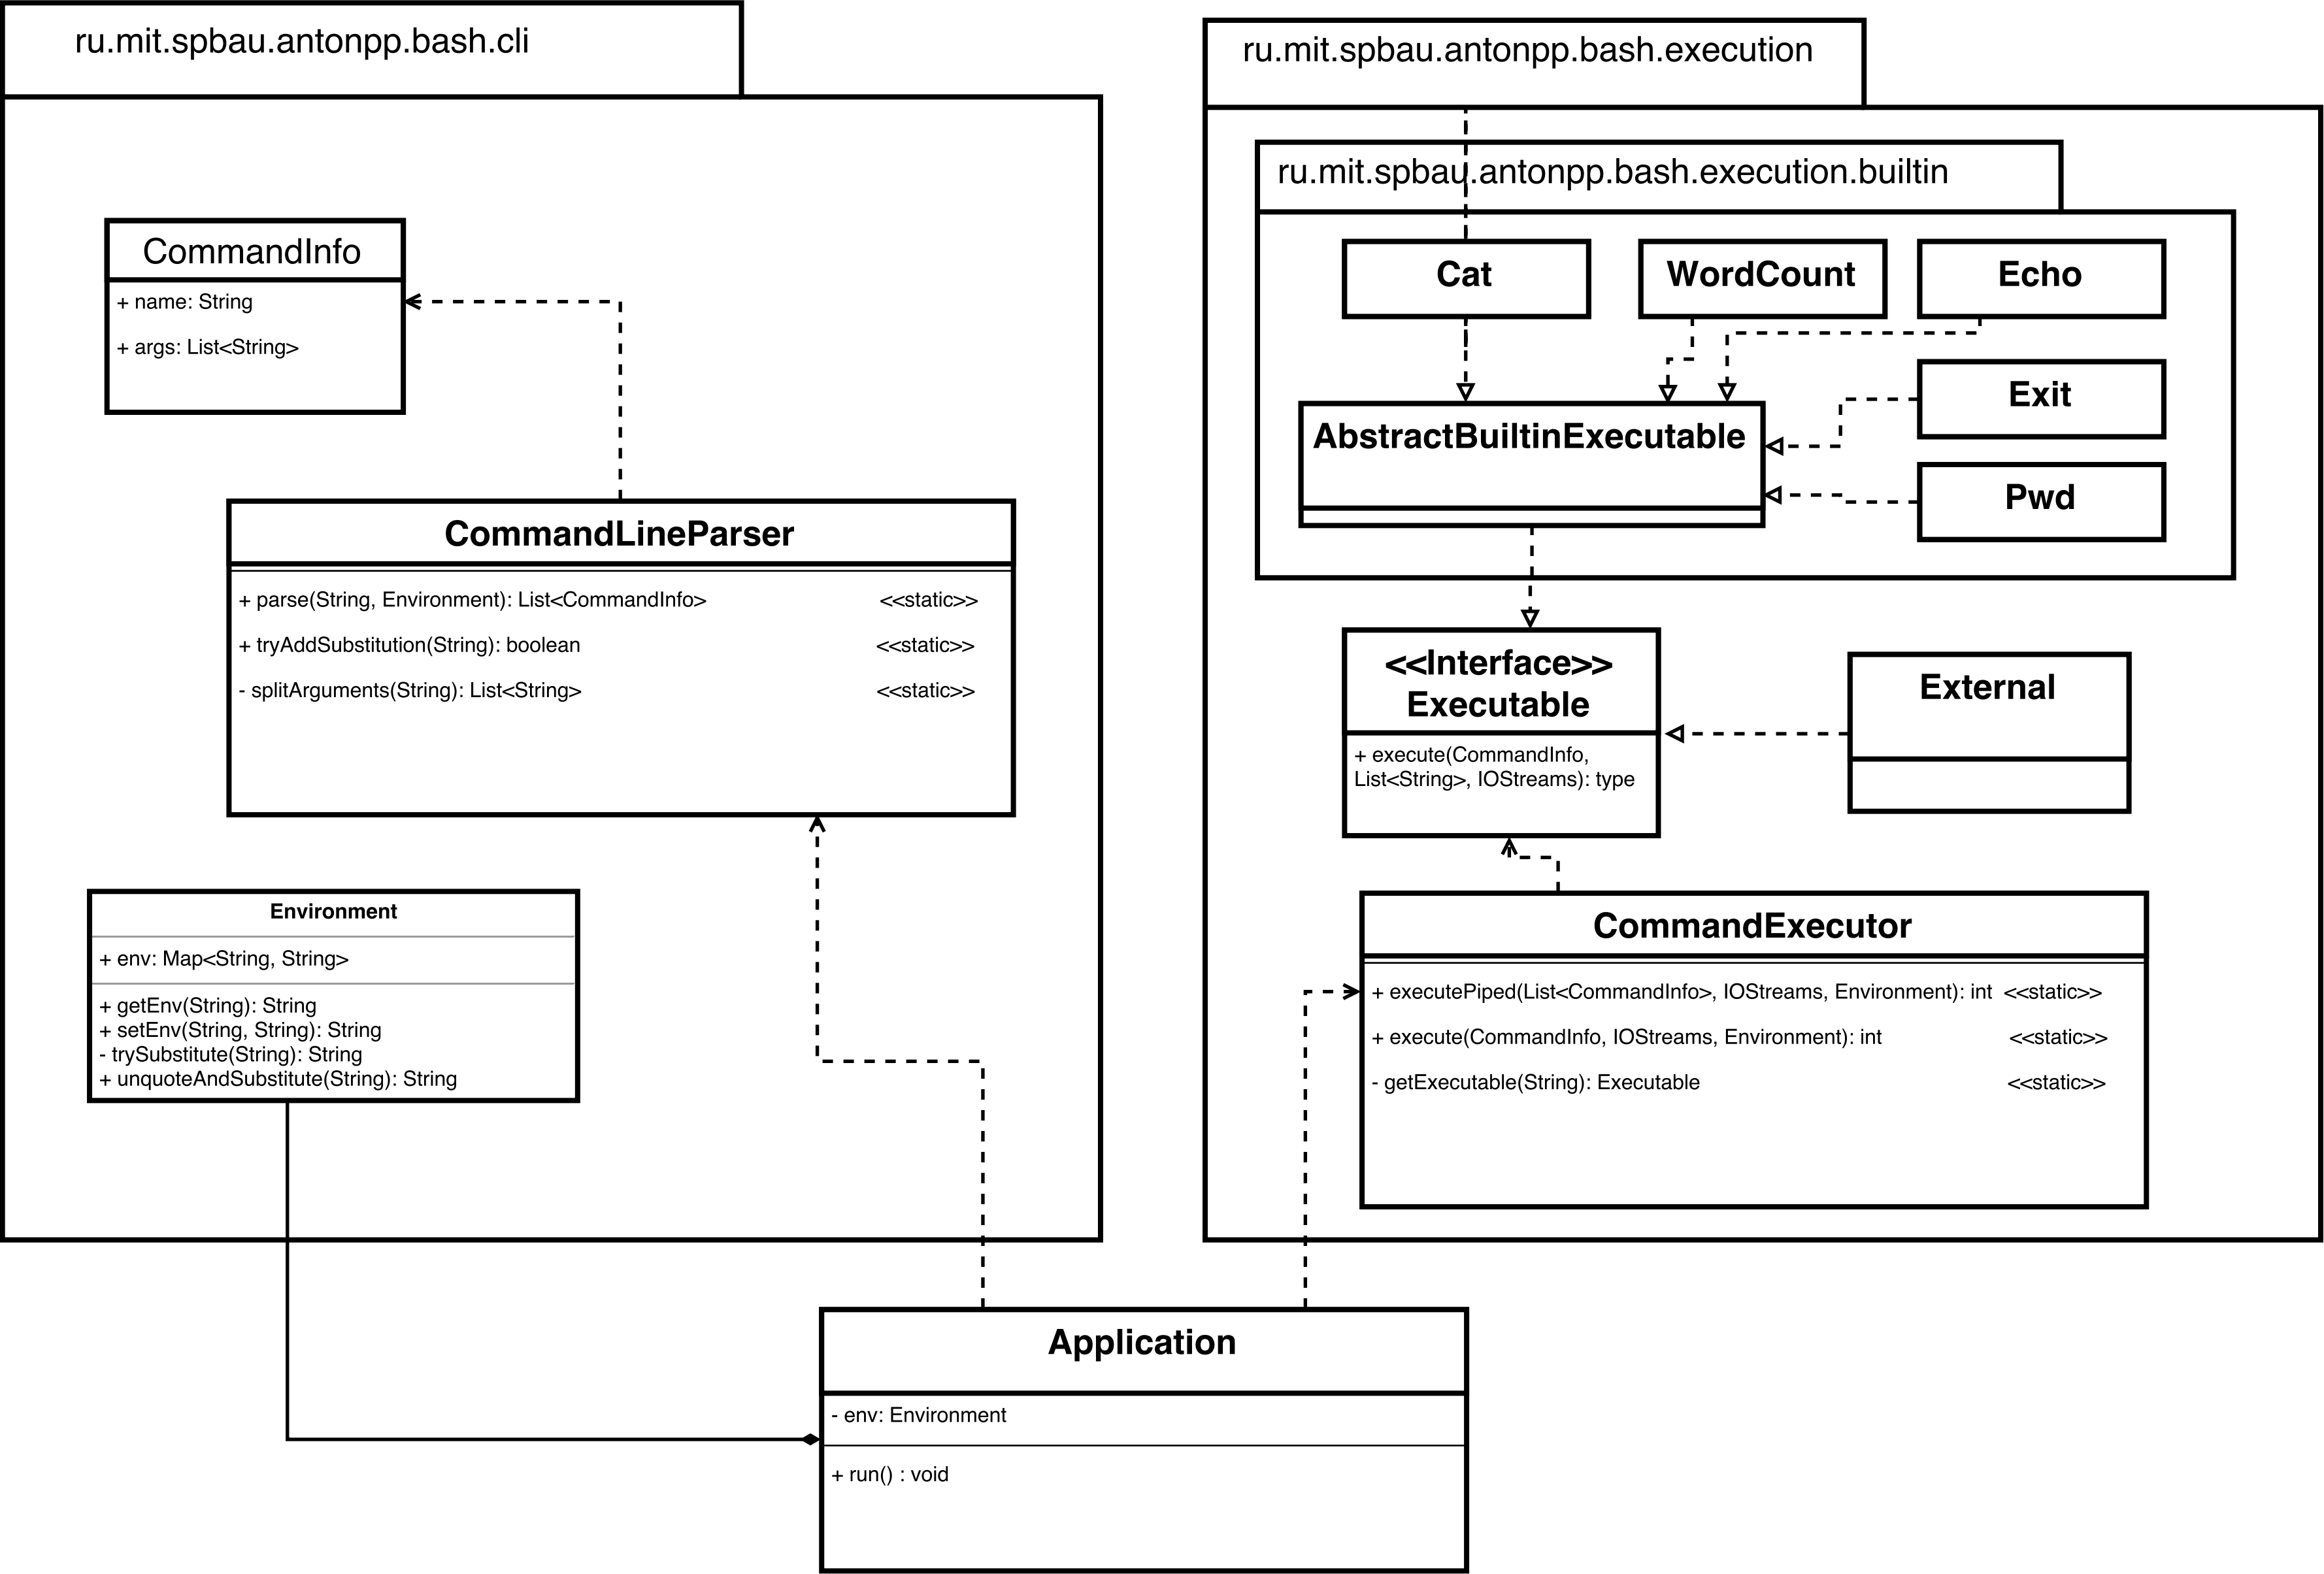 ru.mit.spbau.antonpp.bash.cli
CommandInfo
+ name: String
+ args: List<String>
CommandLineParser
+ parse(String, Environment): List<CommandInfo> <<static>>
+ tryAddSubstitution(String): boolean <<static>>
- splitArguments(String): List<String> <<static>>
Environment
+ env: Map<String, String>
+ getEnv(String): String
+ setEnv(String, String): String
- trySubstitute(String): String
+ unquoteAndSubstitute(String): String
ru.mit.spbau.antonpp.bash.execution
ru.mit.spbau.antonpp.bash.execution.builtin
Cat
WordCount
Echo
Exit
AbstractBuiltinExecutable
Pwd
<<Interface>>
Executable
+ execute(CommandInfo,
List<String>, IOStreams): type
External
CommandExecutor
+ executePiped(List<CommandInfo>, IOStreams, Environment): int <<static>>
+ execute(CommandInfo, IOStreams, Environment): int <<static>>
- getExecutable(String): Executable <<static>>
Application
- env: Environment
+ run() : void